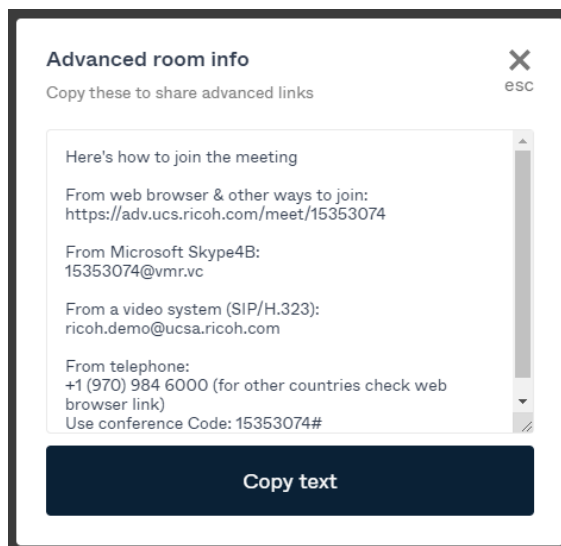 Advanced room info
esc
Copy these to share advanced links
Here's how to join the meeting
From web browser & other ways to join:
https://adv.ucs.ricoh.com/meet/15353074
From Microsoft Skype4B:
15353074@vmr.vc
From a video system (SIP/H.323):
ricoh.demo@ucsa.ricoh.com
From telephone:
+1 (970) 984 6000 (for other countries check web
browser link)
Use conference Code: 15353074#
Copy text